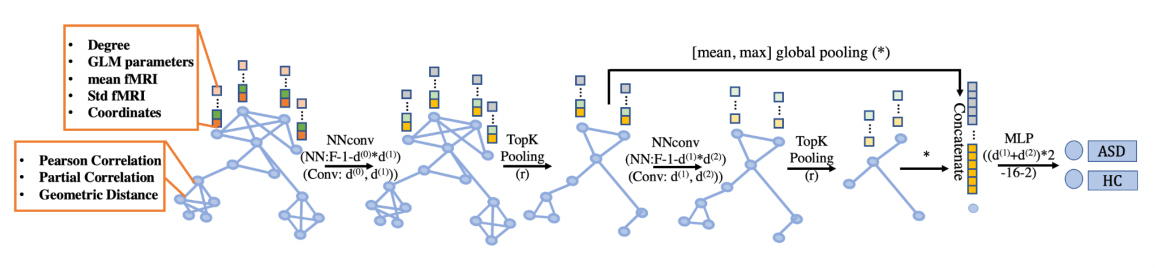 • Degree
• GLM parameters
• mean fMRI
• Std fMRI
• Coordinates
• Pearson Correlation
• Partial Correlation
• Geometric Distance
NNconv
(NN:F-1-d⁽⁰⁾*d⁽¹⁾)
(Conv: d⁽⁰⁾, d⁽¹⁾))
TopK
Pooling
(r)
[mean, max] global pooling (*)
NNconv
(NN:F-1-d⁽¹⁾*d⁽²⁾)
(Conv: d⁽¹⁾, d⁽²⁾))
TopK
Pooling
(r)
*
Concatenate
MLP
((d⁽¹⁾+d⁽²⁾)*2
-16-2)
ASD
HC